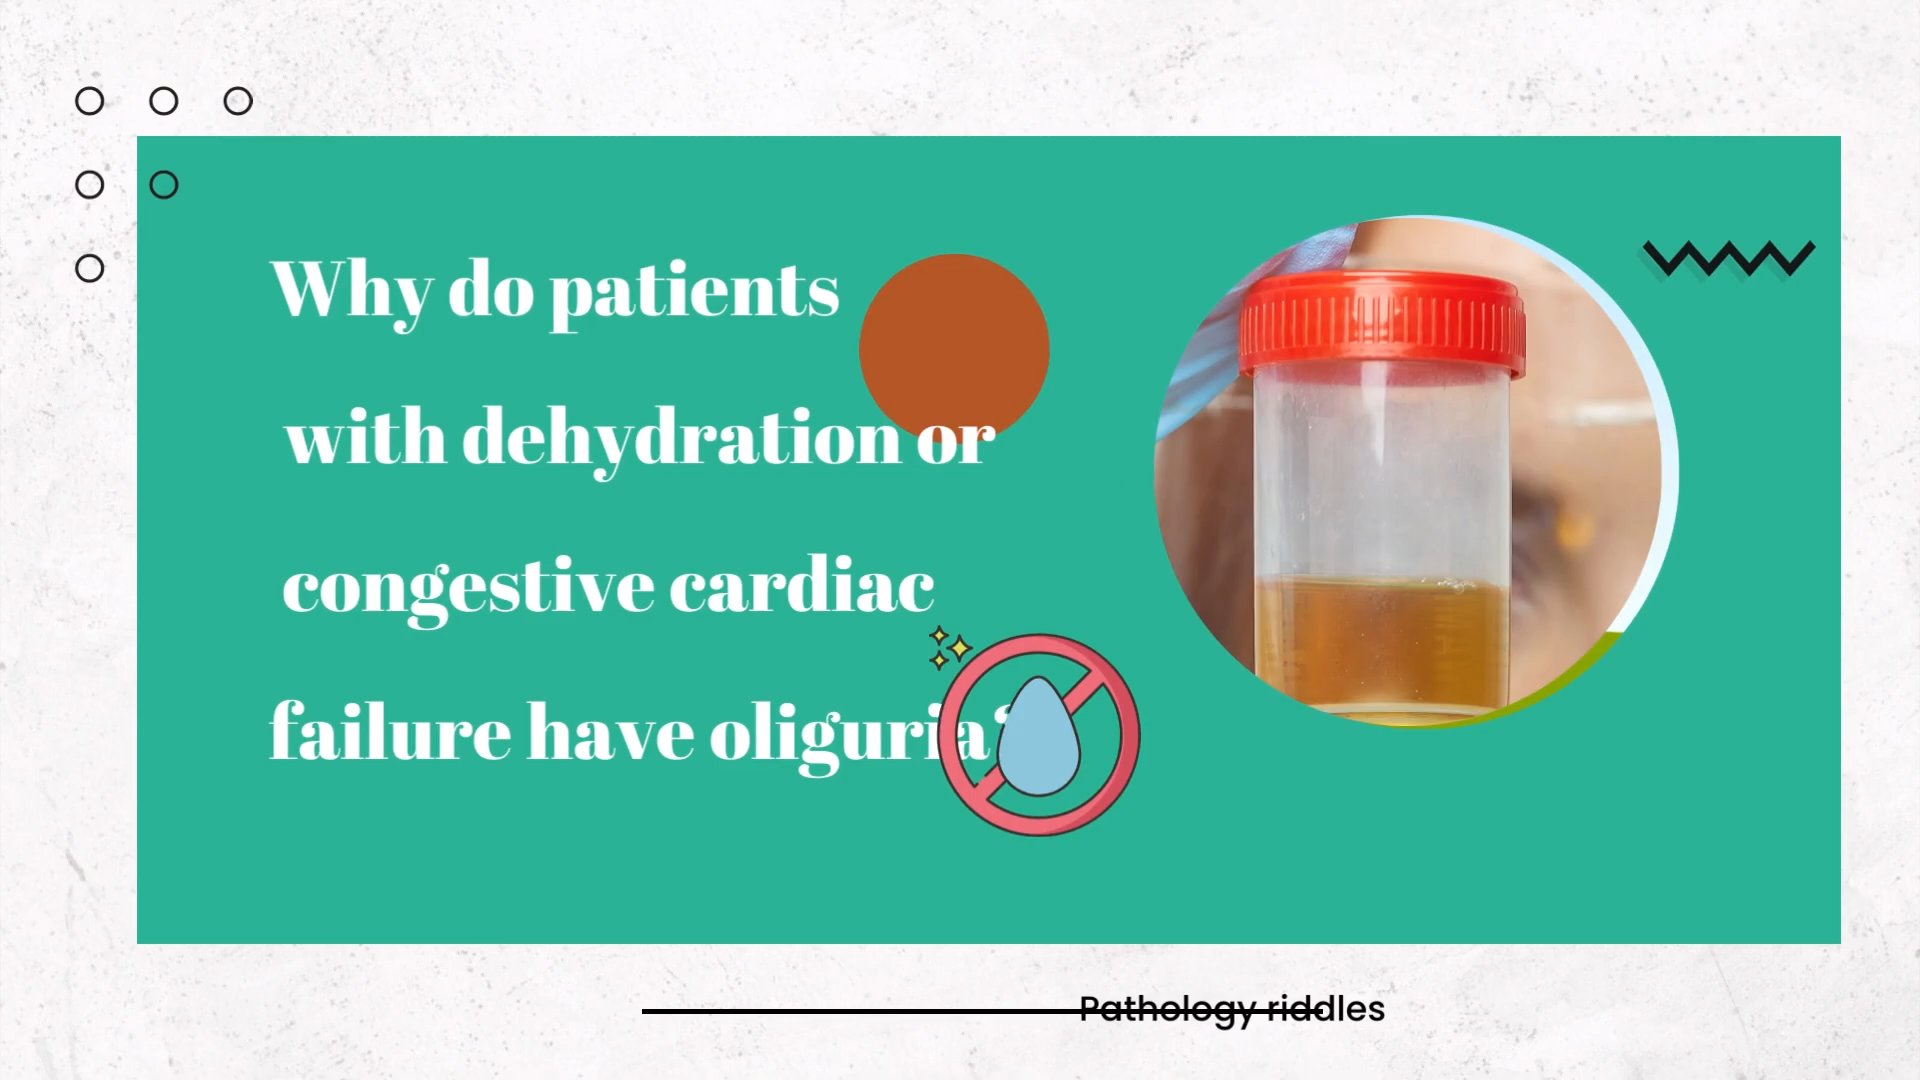 Why do patients
with dehydration or
congestive cardiac
failure have oliguria?
Pathology riddles